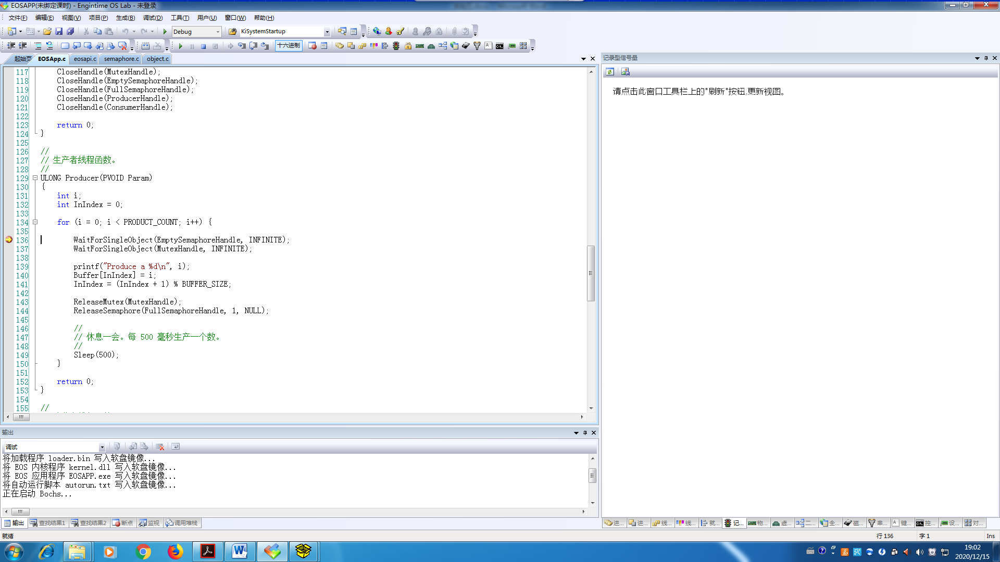 EOSAPP(未绑定课时) - Engintime OS Lab - 未登录
文件(F) 编辑(E) 视图(V) 项目(P) 生成(B) 调试(D) 工具(T) 用户(U) 窗口(W) 帮助(H)
Debug KiSystemStartup
十六进制
起始页 EOSApp.c eosapi.c semaphore.c object.c
117 CloseHandle(MutexHandle);
118 CloseHandle(EmptySemaphoreHandle);
119 CloseHandle(FullSemaphoreHandle);
120 CloseHandle(ProducerHandle);
121 CloseHandle(ConsumerHandle);
122
123 return 0;
124 }
125
126 //
127 // 生产者线程函数。
128 //
129 ULONG Producer(PVOID Param)
130 {
131 int i;
132 int InIndex = 0;
133
134 for (i = 0; i < PRODUCT_COUNT; i++) {
135
136 WaitForSingleObject(EmptySemaphoreHandle, INFINITE);
137 WaitForSingleObject(MutexHandle, INFINITE);
138
139 printf("Produce a %d\n", i);
140 Buffer[InIndex] = i;
141 InIndex = (InIndex + 1) % BUFFER_SIZE;
142
143 ReleaseMutex(MutexHandle);
144 ReleaseSemaphore(FullSemaphoreHandle, 1, NULL);
145
146 //
147 // 休息一会。每 500 毫秒生产一个数。
148 //
149 Sleep(500);
150 }
151
152 return 0;
153 }
154
155 //
记录型信号量
请点击此窗口工具栏上的"刷新"按钮,更新视图。
输出
调试
将加载程序 loader.bin 写入软盘镜像...
将 EOS 内核程序 kernel.dll 写入软盘镜像...
将 EOS 应用程序 EOSAPP.exe 写入软盘镜像...
将自动运行脚本 autorun.txt 写入软盘镜像...
正在启动 Bochs...
输出 查找结果1 查找结果2 断点 监视 调用堆栈
进... 进... 线... 线... 就... 记... 物... 虚... 二... 全... 磁... 串... 键... 控... 设... 对...
就绪 行 136 字 1 Ins
19:02
2020/12/15